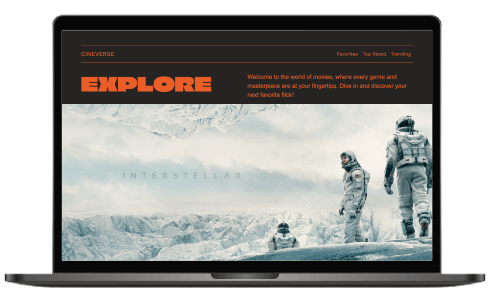 CINEVERSE
Favorites Top Rated Trending
EXPLORE
Welcome to the world of movies, where every genre and
masterpiece are at your fingertips. Dive in and discover your
next favorite flick!
INTERSTELLAR